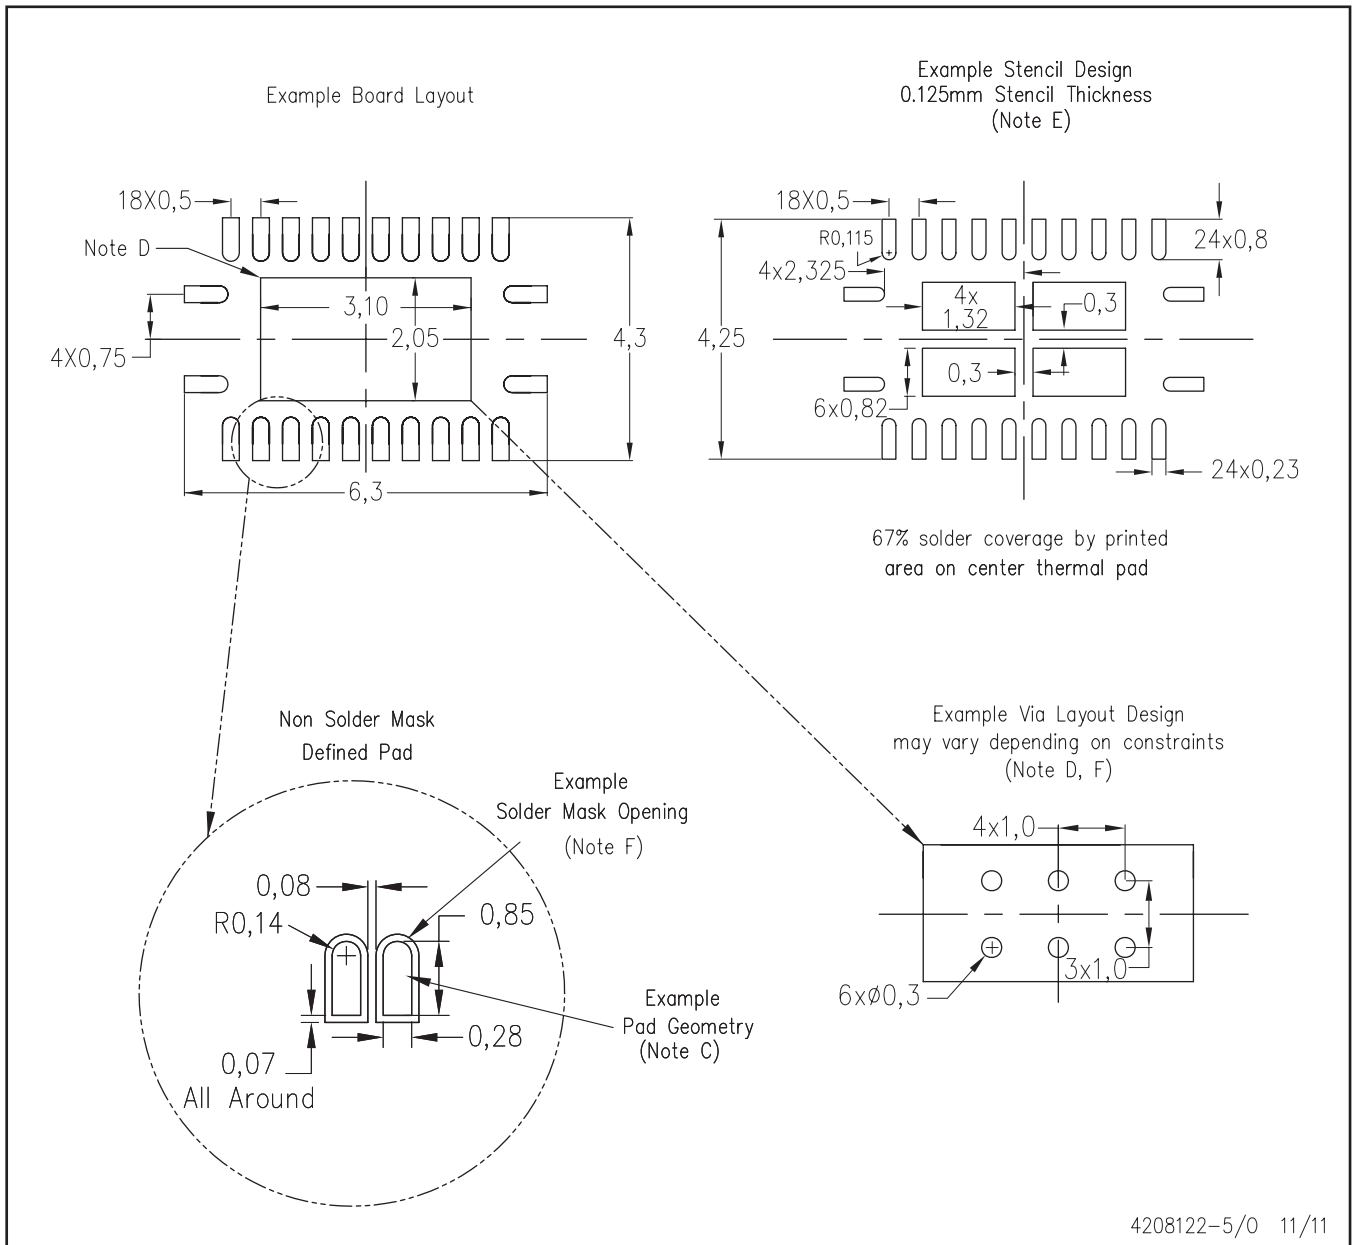 Example Board Layout
18X0,5
Note D
3,10
2,05
4X0,75
4,3
6,3
Example Stencil Design
0.125mm Stencil Thickness
(Note E)
18X0,5
R0,115
24x0,8
4x2,325
4x
1,32
0,3
4,25
0,3
6x0,82
24x0,23
67% solder coverage by printed
area on center thermal pad
Non Solder Mask
Defined Pad
Example
Solder Mask Opening
(Note F)
0,08
R0,14
0,85
Example
Pad Geometry
(Note C)
0,28
0,07
All Around
Example Via Layout Design
may vary depending on constraints
(Note D, F)
4x1,0
3x1,0
6xø0,3
4208122-5/O 11/11